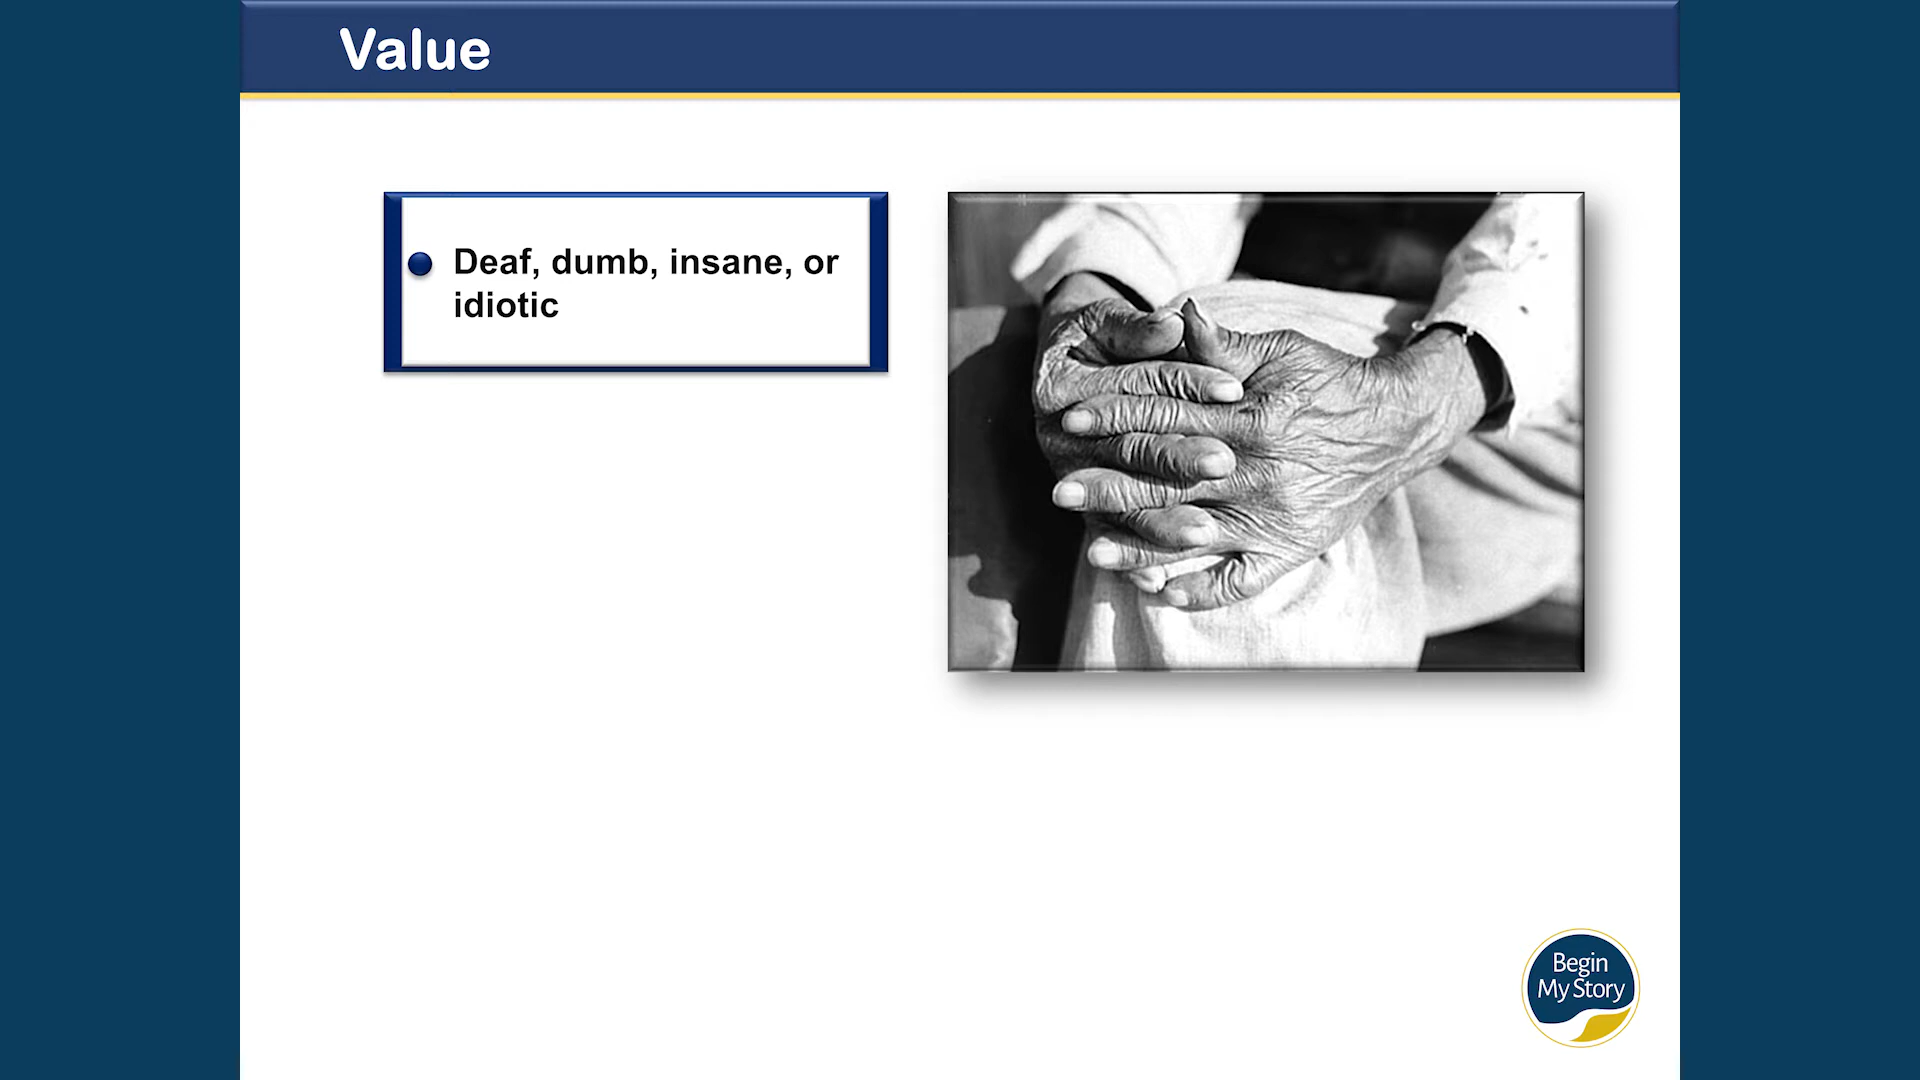 Value
Deaf, dumb, insane, or
idiotic
Begin
My Story